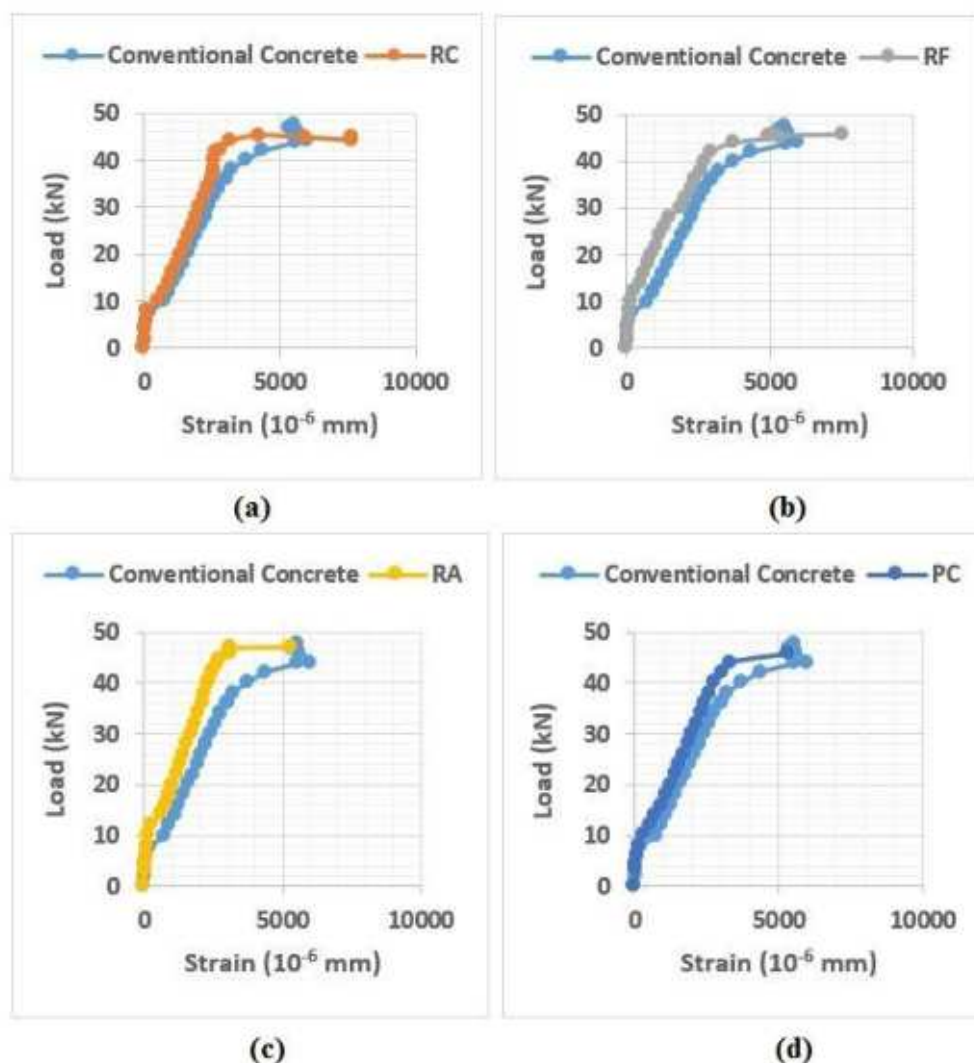 Conventional Concrete RC
50
40
30
20
10
0
Load (kN)
0 5000 10000
Strain (10⁻⁶ mm)
(a)
Conventional Concrete RF
50
40
30
20
10
0
Load (kN)
0 5000 10000
Strain (10⁻⁶ mm)
(b)
Conventional Concrete RA
50
40
30
20
10
0
Load (kN)
0 5000 10000
Strain (10⁻⁶ mm)
(c)
Conventional Concrete PC
50
40
30
20
10
0
Load (kN)
0 5000 10000
Strain (10⁻⁶ mm)
(d)